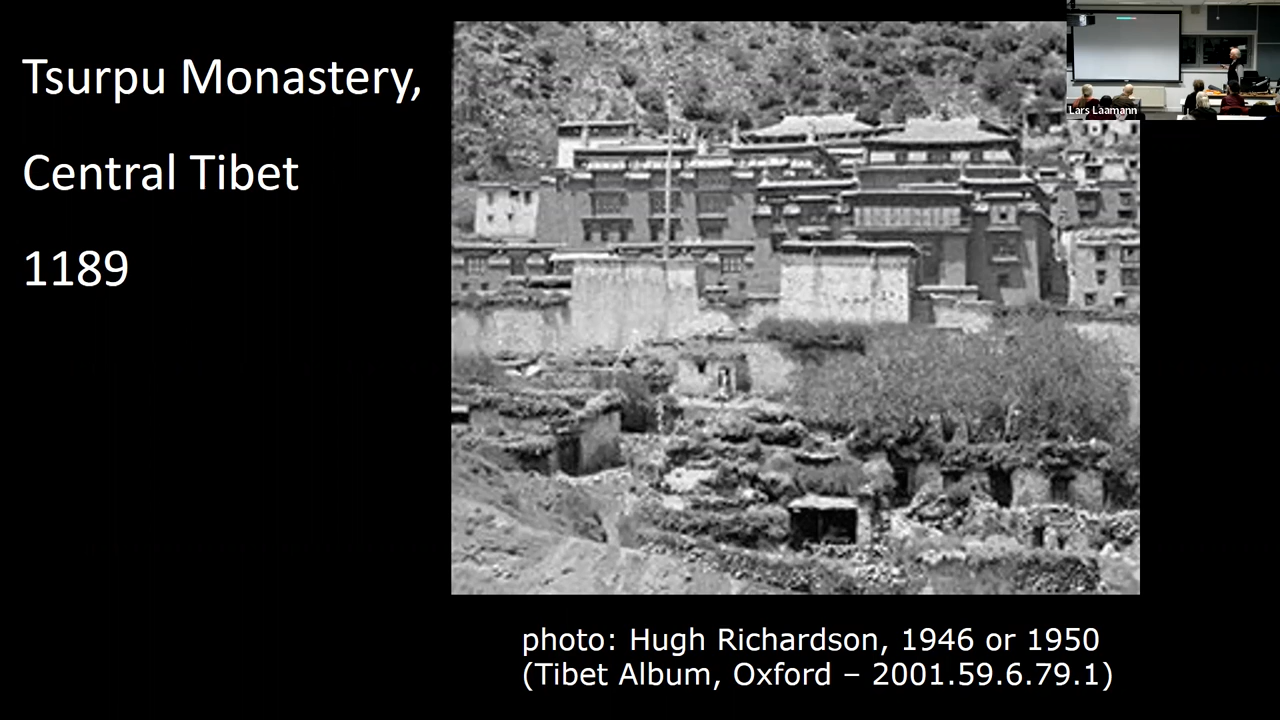 Tsurpu Monastery,
Central Tibet
1189
Lars Laamann
photo: Hugh Richardson, 1946 or 1950
(Tibet Album, Oxford – 2001.59.6.79.1)